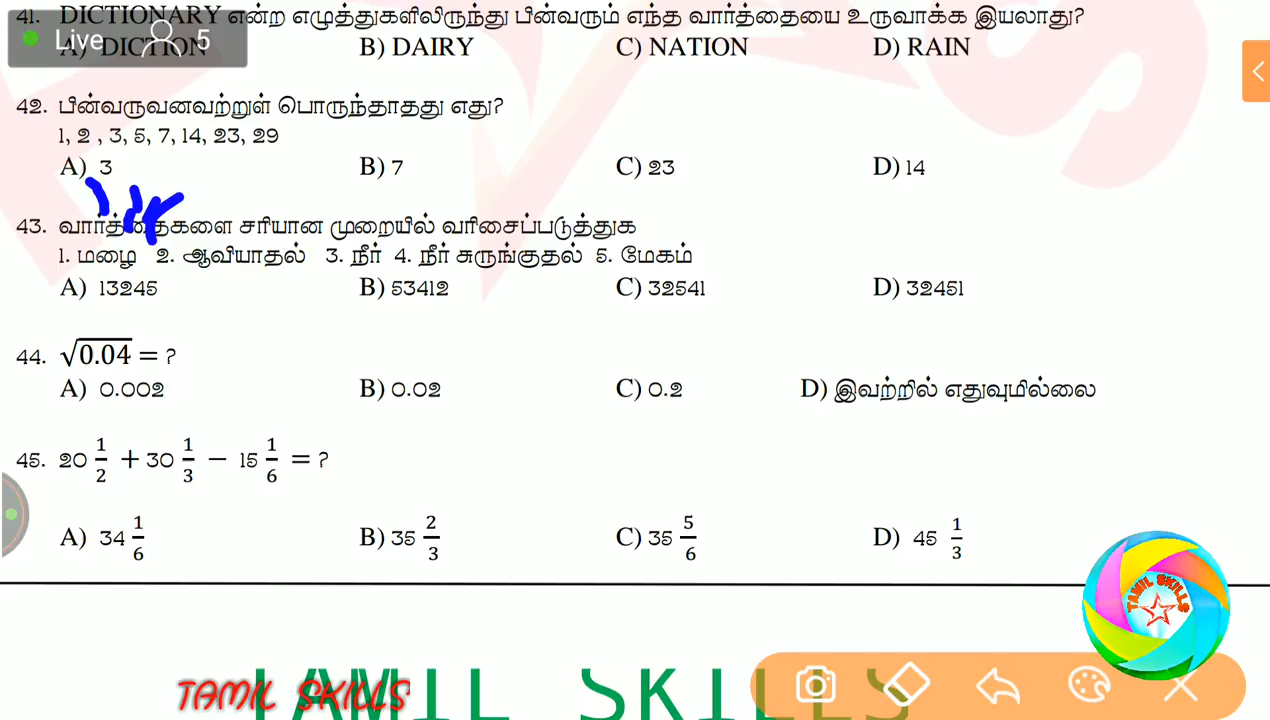 41. DICTIONARY என்ற எழுத்துகளிலிருந்து பின்வரும் எந்த வார்த்தையை உருவாக்க இயலாது?
Live 5
A) DICTION B) DAIRY C) NATION D) RAIN
42. பின்வருவனவற்றுள் பொருந்தாதது எது?
1, 2 , 3, 5, 7, 14, 23, 29
A) 3 B) 7 C) 23 D) 14
43. வார்த்தைகளை சரியான முறையில் வரிசைப்படுத்துக
1. மழை 2. ஆவியாதல் 3. நீர் 4. நீர் சுருங்குதல் 5. மேகம்
A) 13245 B) 53412 C) 32541 D) 32451
44. √0.04 = ?
A) 0.002 B) 0.02 C) 0.2 D) இவற்றில் எதுவுமில்லை
45. 20 1/2 + 30 1/3 − 15 1/6 = ?
A) 34 1/6 B) 35 2/3 C) 35 5/6 D) 45 1/3
TAMIL SKILLS
TAMIL SKILLS
TAMIL SKILLS